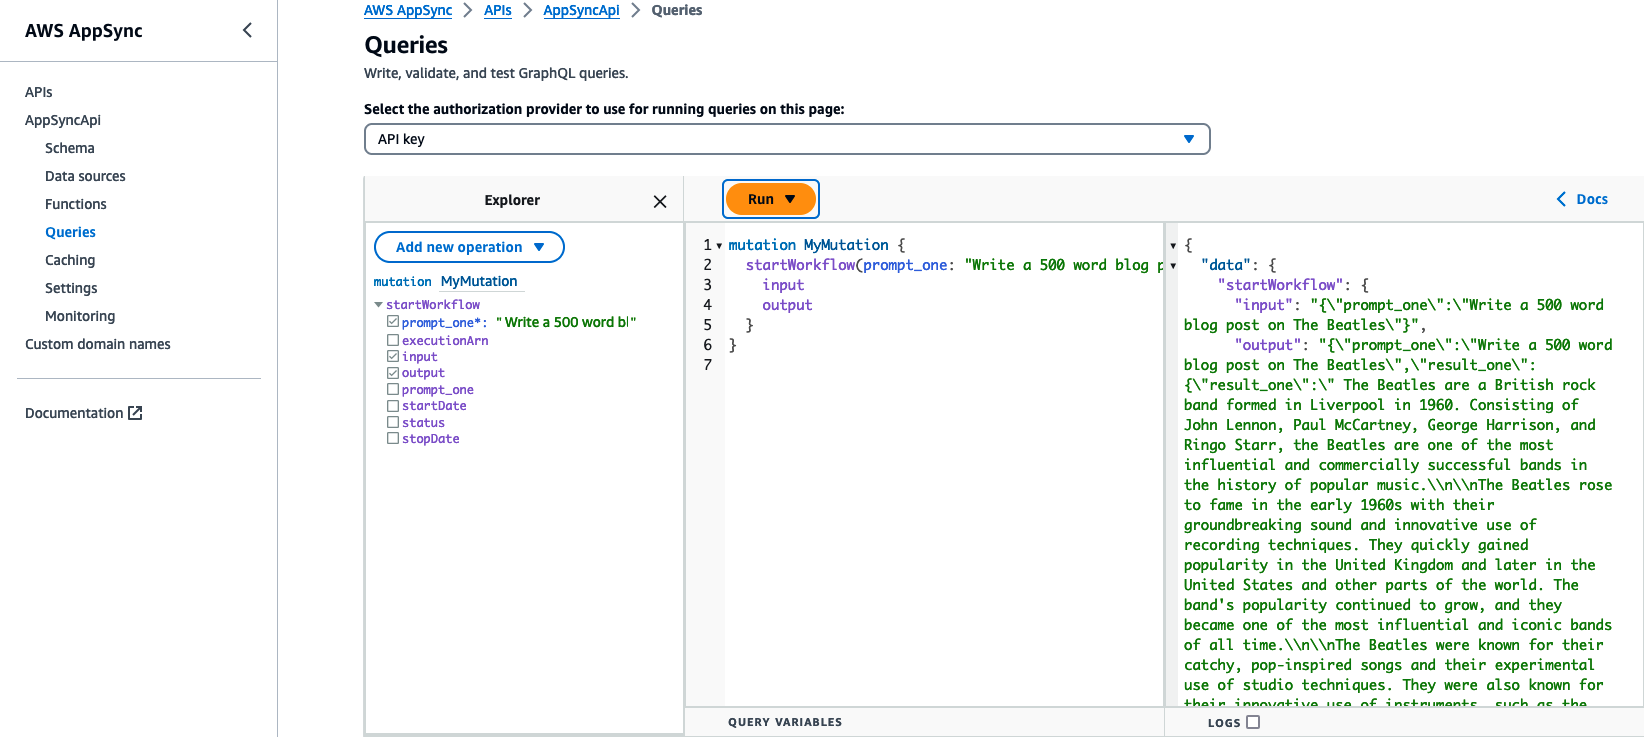 AWS AppSync
APIs
AppSyncApi
Schema
Data sources
Functions
Queries
Caching
Settings
Monitoring
Custom domain names
Documentation
AWS AppSync > APIs > AppSyncApi > Queries
Queries
Write, validate, and test GraphQL queries.
Select the authorization provider to use for running queries on this page:
API key
Explorer
Add new operation
mutation MyMutation
startWorkflow
prompt_one*: "Write a 500 word bl"
executionArn
input
output
prompt_one
startDate
status
stopDate
Run
Docs
1 mutation MyMutation {
2 startWorkflow(prompt_one: "Write a 500 word blog p
3 input
4 output
5 }
6 }
7
{
"data": {
"startWorkflow": {
"input": "{\"prompt_one\":\"Write a 500 word
blog post on The Beatles\"}",
"output": "{\"prompt_one\":\"Write a 500 word
blog post on The Beatles\",\"result_one\":
{\"result_one\":\" The Beatles are a British rock
band formed in Liverpool in 1960. Consisting of
John Lennon, Paul McCartney, George Harrison, and
Ringo Starr, the Beatles are one of the most
influential and commercially successful bands in
the history of popular music.\\n\\nThe Beatles rose
to fame in the early 1960s with their
groundbreaking sound and innovative use of
recording techniques. They quickly gained
popularity in the United Kingdom and later in the
United States and other parts of the world. The
band's popularity continued to grow, and they
became one of the most influential and iconic bands
of all time.\\n\\nThe Beatles were known for their
catchy, pop-inspired songs and their experimental
use of studio techniques. They were also known for
their innovative use of instruments, such as the
QUERY VARIABLES
LOGS